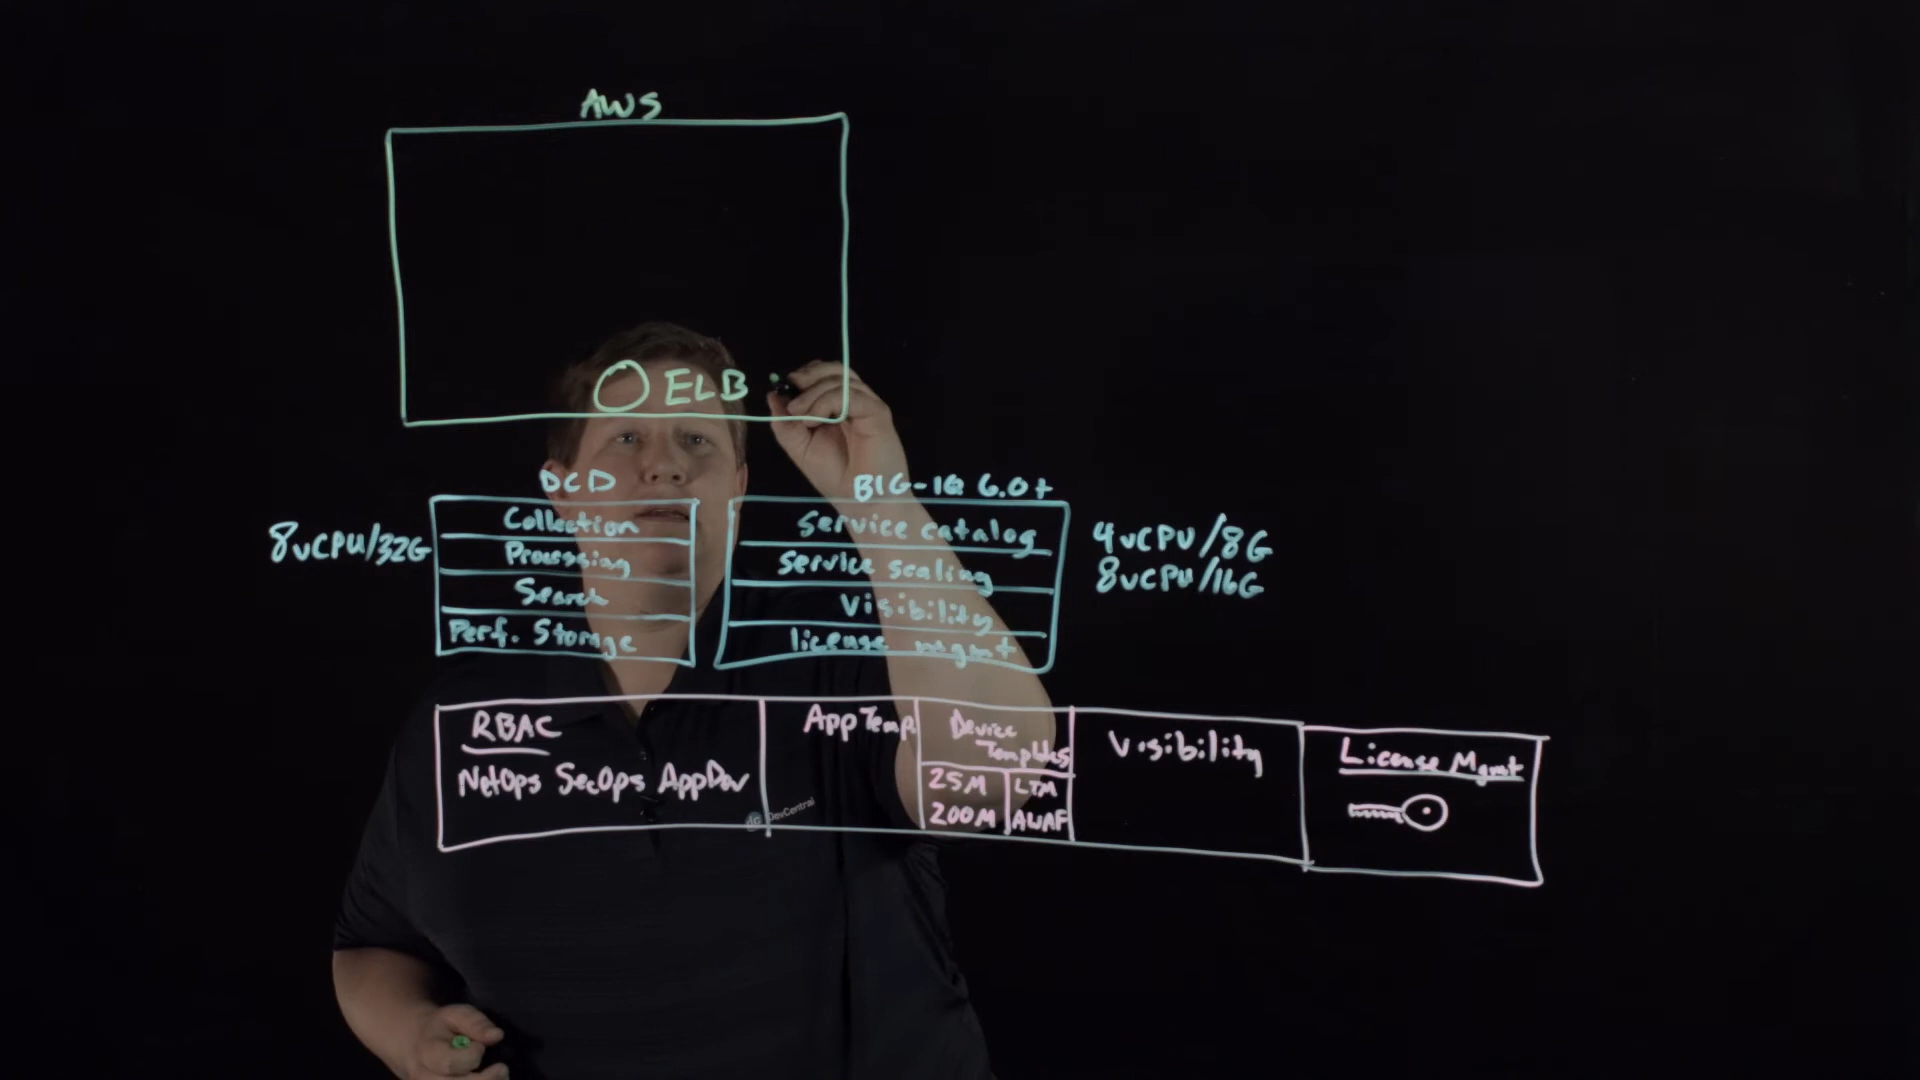 AWS
ELB
DCD
Collection
Processing
Search
Perf. Storage
8vCPU/32G
BIG-IQ 6.0+
Service catalog
Service scaling
Visibility
license mgmt
4vCPU/8G
8vCPU/16G
RBAC
NetOps SecOps AppDev
App Temp
Device
Templates
25M
200M
LTM
AWAF
Visibility
License Mgmt
DevCentral